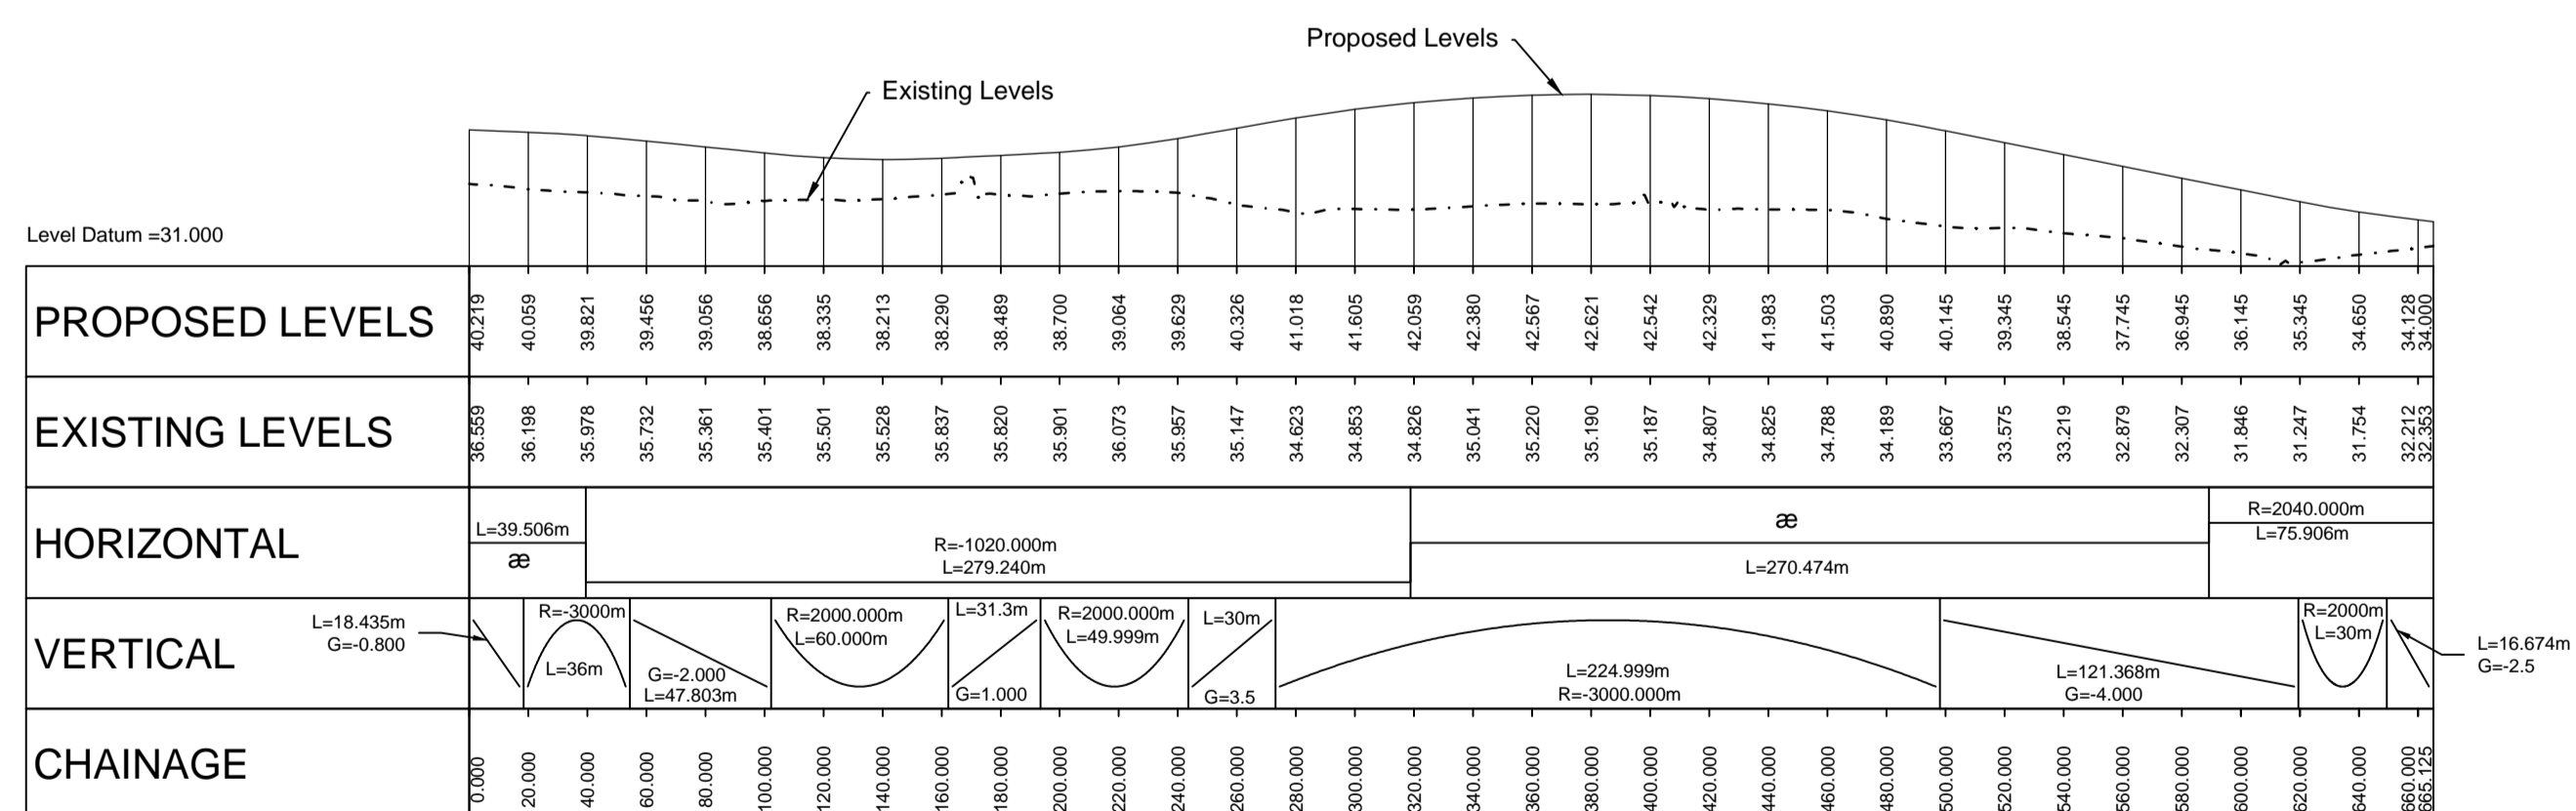 Proposed Levels
Existing Levels
Level Datum =31.000
PROPOSED LEVELS
40.219 40.059 39.821 39.456 39.056 38.656 38.335 38.213 38.290 38.489 38.700 39.064 39.629 40.326 41.018 41.605 42.059 42.380 42.567 42.621 42.542 42.329 41.983 41.503 40.890 40.145 39.345 38.545 37.745 36.945 36.145 35.345 34.650 34.128 34.000
EXISTING LEVELS
36.559 36.198 35.978 35.732 35.361 35.401 35.501 35.528 35.837 35.820 35.901 36.073 35.957 35.147 34.623 34.853 34.826 35.041 35.220 35.190 35.187 34.807 34.825 34.788 34.189 33.667 33.575 33.219 32.879 32.307 31.846 31.247 31.754 32.212 32.353
HORIZONTAL
L=39.506m
æ
R=-1020.000m
L=279.240m
æ
L=270.474m
R=2040.000m
L=75.906m
VERTICAL
L=18.435m
G=-0.800
R=-3000m
L=36m
G=-2.000
L=47.803m
R=2000.000m
L=60.000m
L=31.3m
G=1.000
R=2000.000m
L=49.999m
L=30m
G=3.5
L=224.999m
R=-3000.000m
L=121.368m
G=-4.000
R=2000m
L=30m
L=16.674m
G=-2.5
CHAINAGE
0.000 20.000 40.000 60.000 80.000 100.000 120.000 140.000 160.000 180.000 200.000 220.000 240.000 260.000 280.000 300.000 320.000 340.000 360.000 380.000 400.000 420.000 440.000 460.000 480.000 500.000 520.000 540.000 560.000 580.000 600.000 620.000 640.000 660.000 665.125